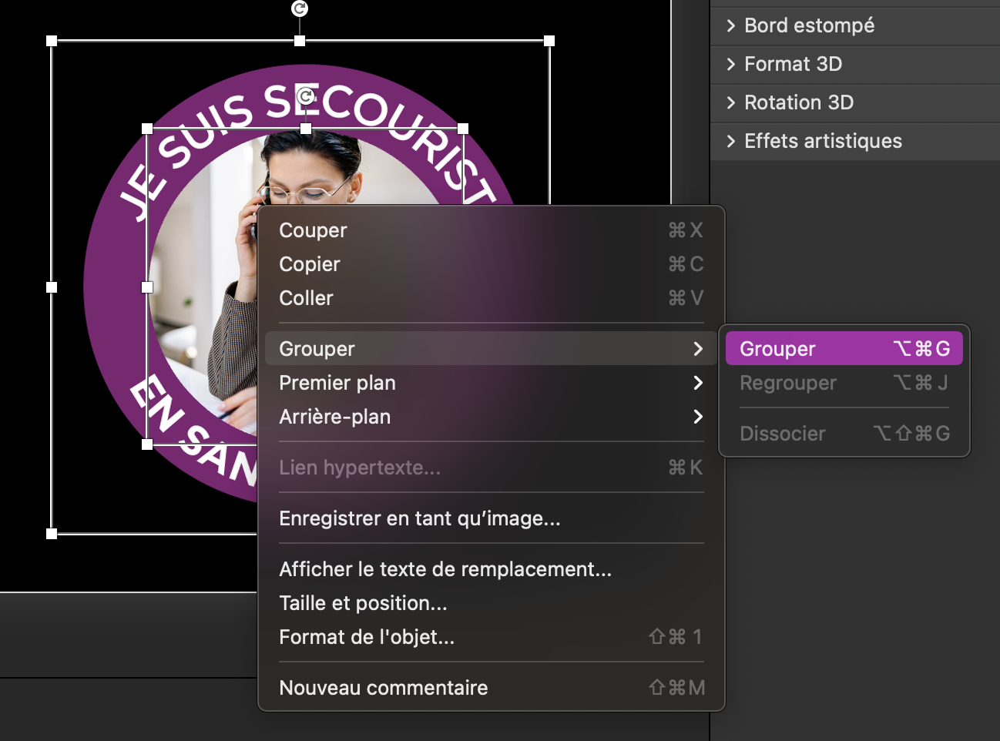 Bord estompé
Format 3D
Rotation 3D
Effets artistiques
JE SUIS SECOURIST
EN SAN
Couper ⌘X
Copier ⌘C
Coller ⌘V
Grouper
Premier plan
Arrière-plan
Lien hypertexte... ⌘K
Enregistrer en tant qu’image...
Afficher le texte de remplacement...
Taille et position...
Format de l'objet... ⇧⌘1
Nouveau commentaire ⇧⌘M
Grouper ⌥⌘G
Regrouper ⌥⌘J
Dissocier ⌥⇧⌘G